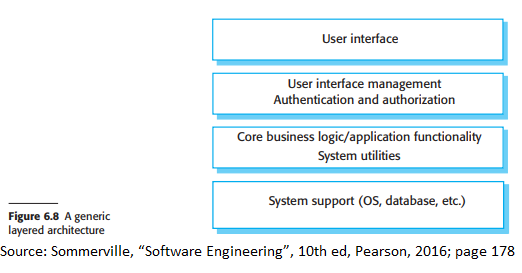 User interface
User interface management
Authentication and authorization
Core business logic/application functionality
System utilities
System support (OS, database, etc.)
Figure 6.8 A generic
layered architecture
Source: Sommerville, “Software Engineering”, 10th ed, Pearson, 2016; page 178